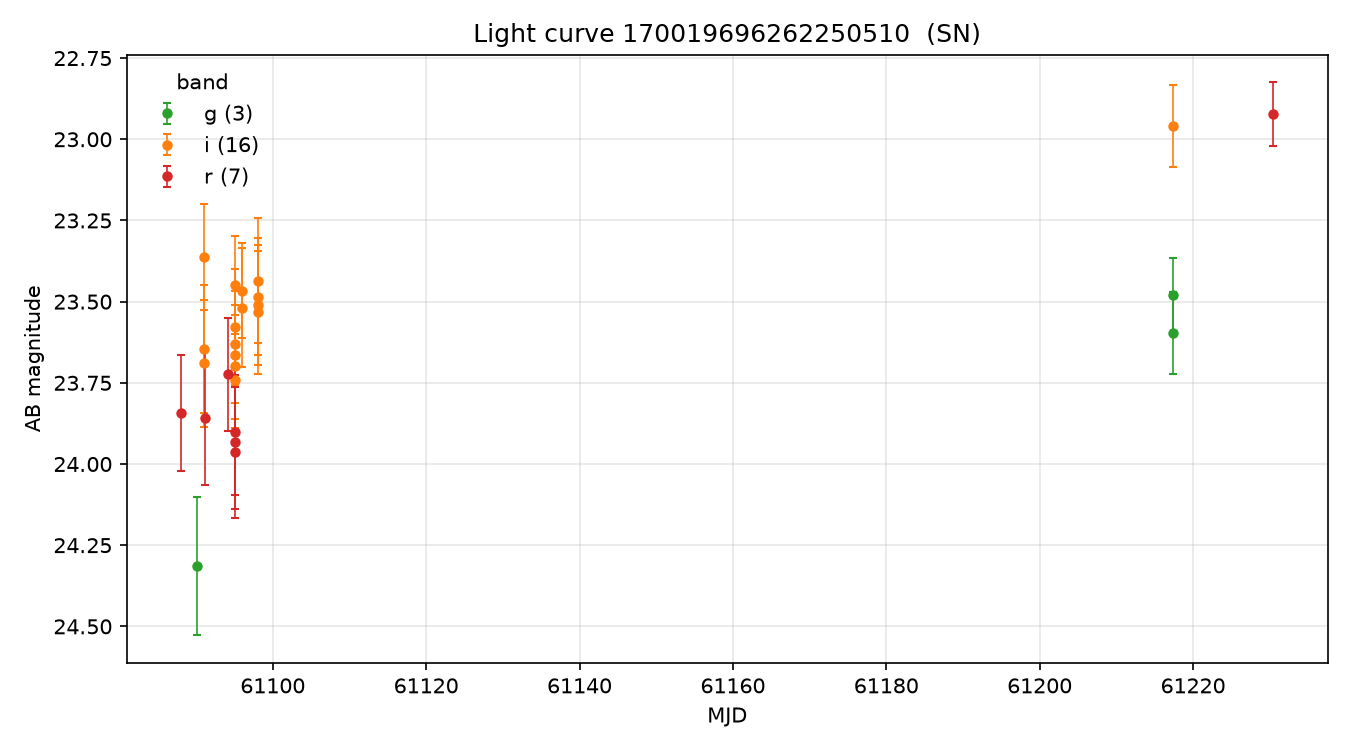 Light curve 170019696262250510 (SN)
band
g (3)
i (16)
r (7)
22.75
23.00
23.25
23.50
23.75
24.00
24.25
24.50
AB magnitude
61100
61120
61140
61160
61180
61200
61220
MJD